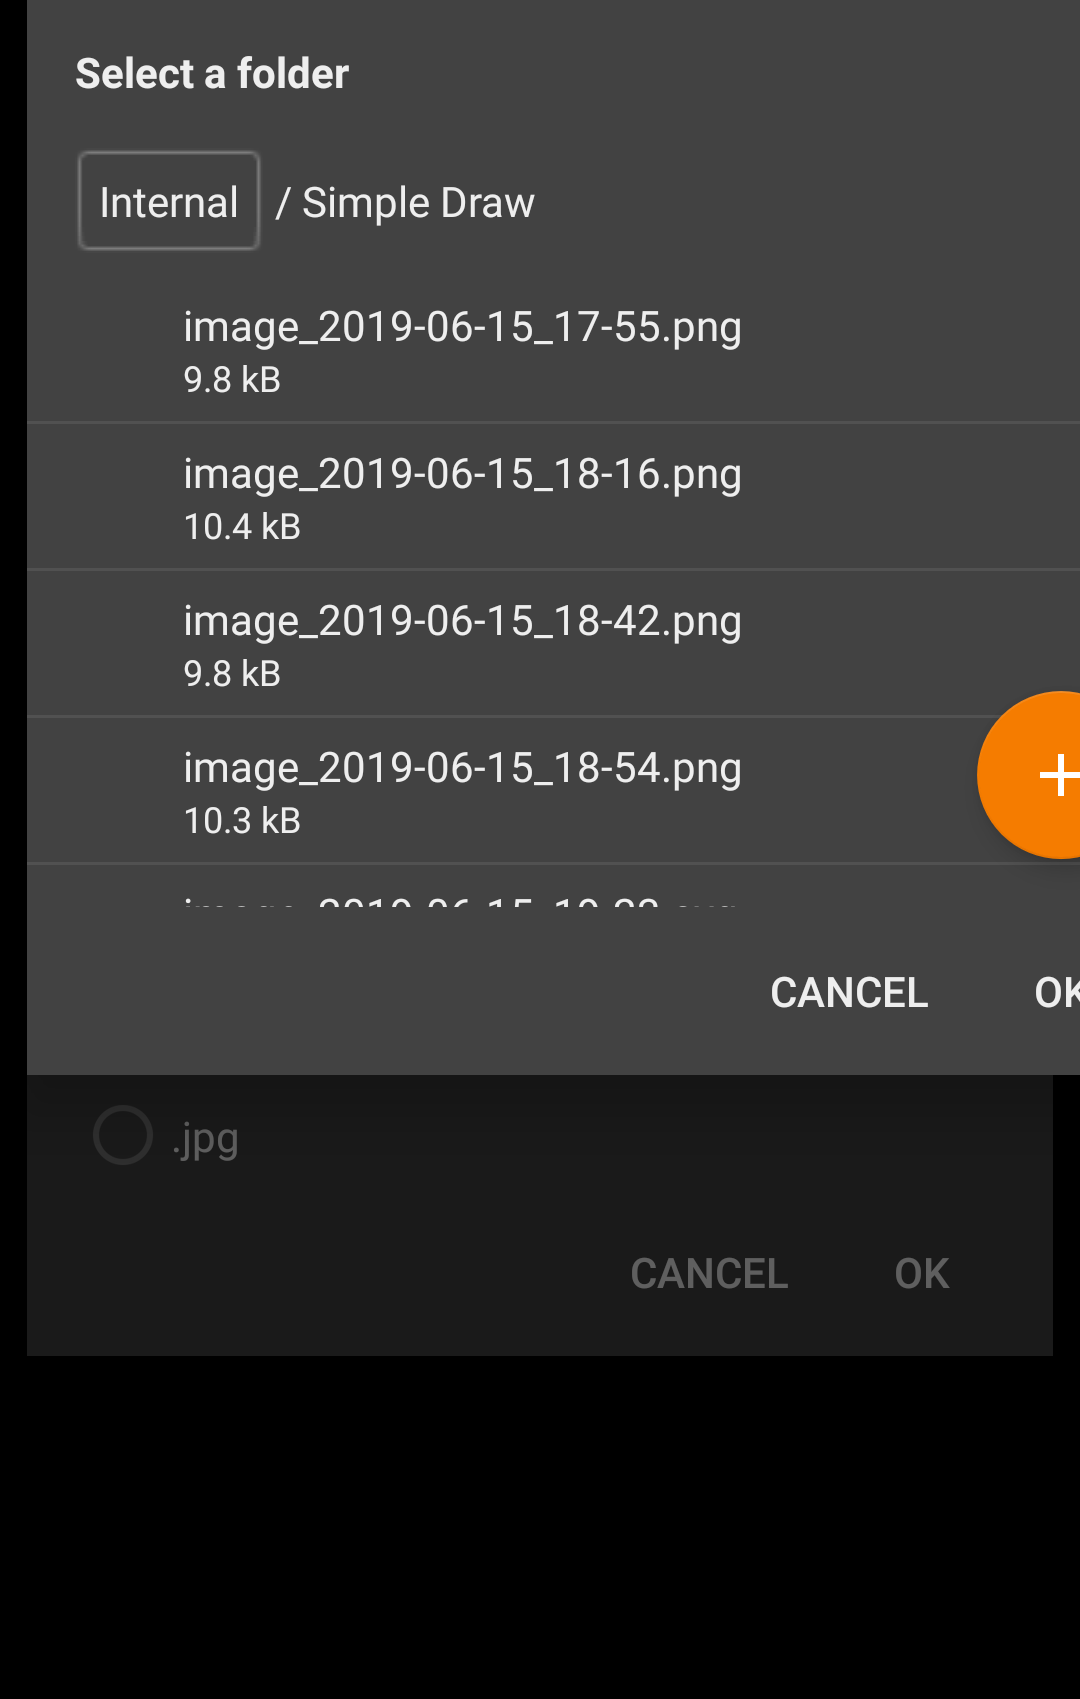 Select a folder
Internal / Simple Draw
image_2019-06-15_17-55.png
9.8 kB
image_2019-06-15_18-16.png
10.4 kB
image_2019-06-15_18-42.png
9.8 kB
image_2019-06-15_18-54.png
10.3 kB
CANCEL OK
.jpg
CANCEL OK